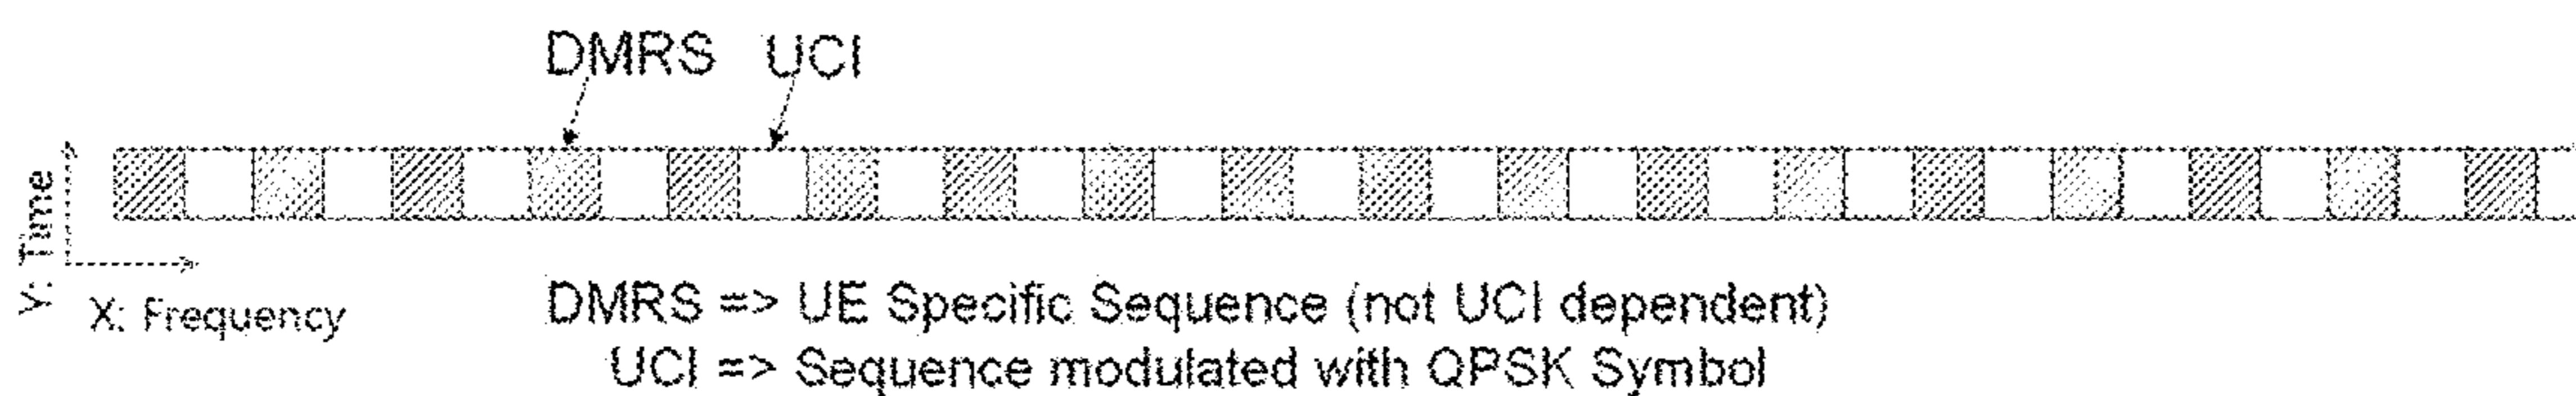 DMRS UCI
Y: Time
X: Frequency
DMRS => UE Specific Sequence (not UCI dependent)
UCI => Sequence modulated with QPSK Symbol